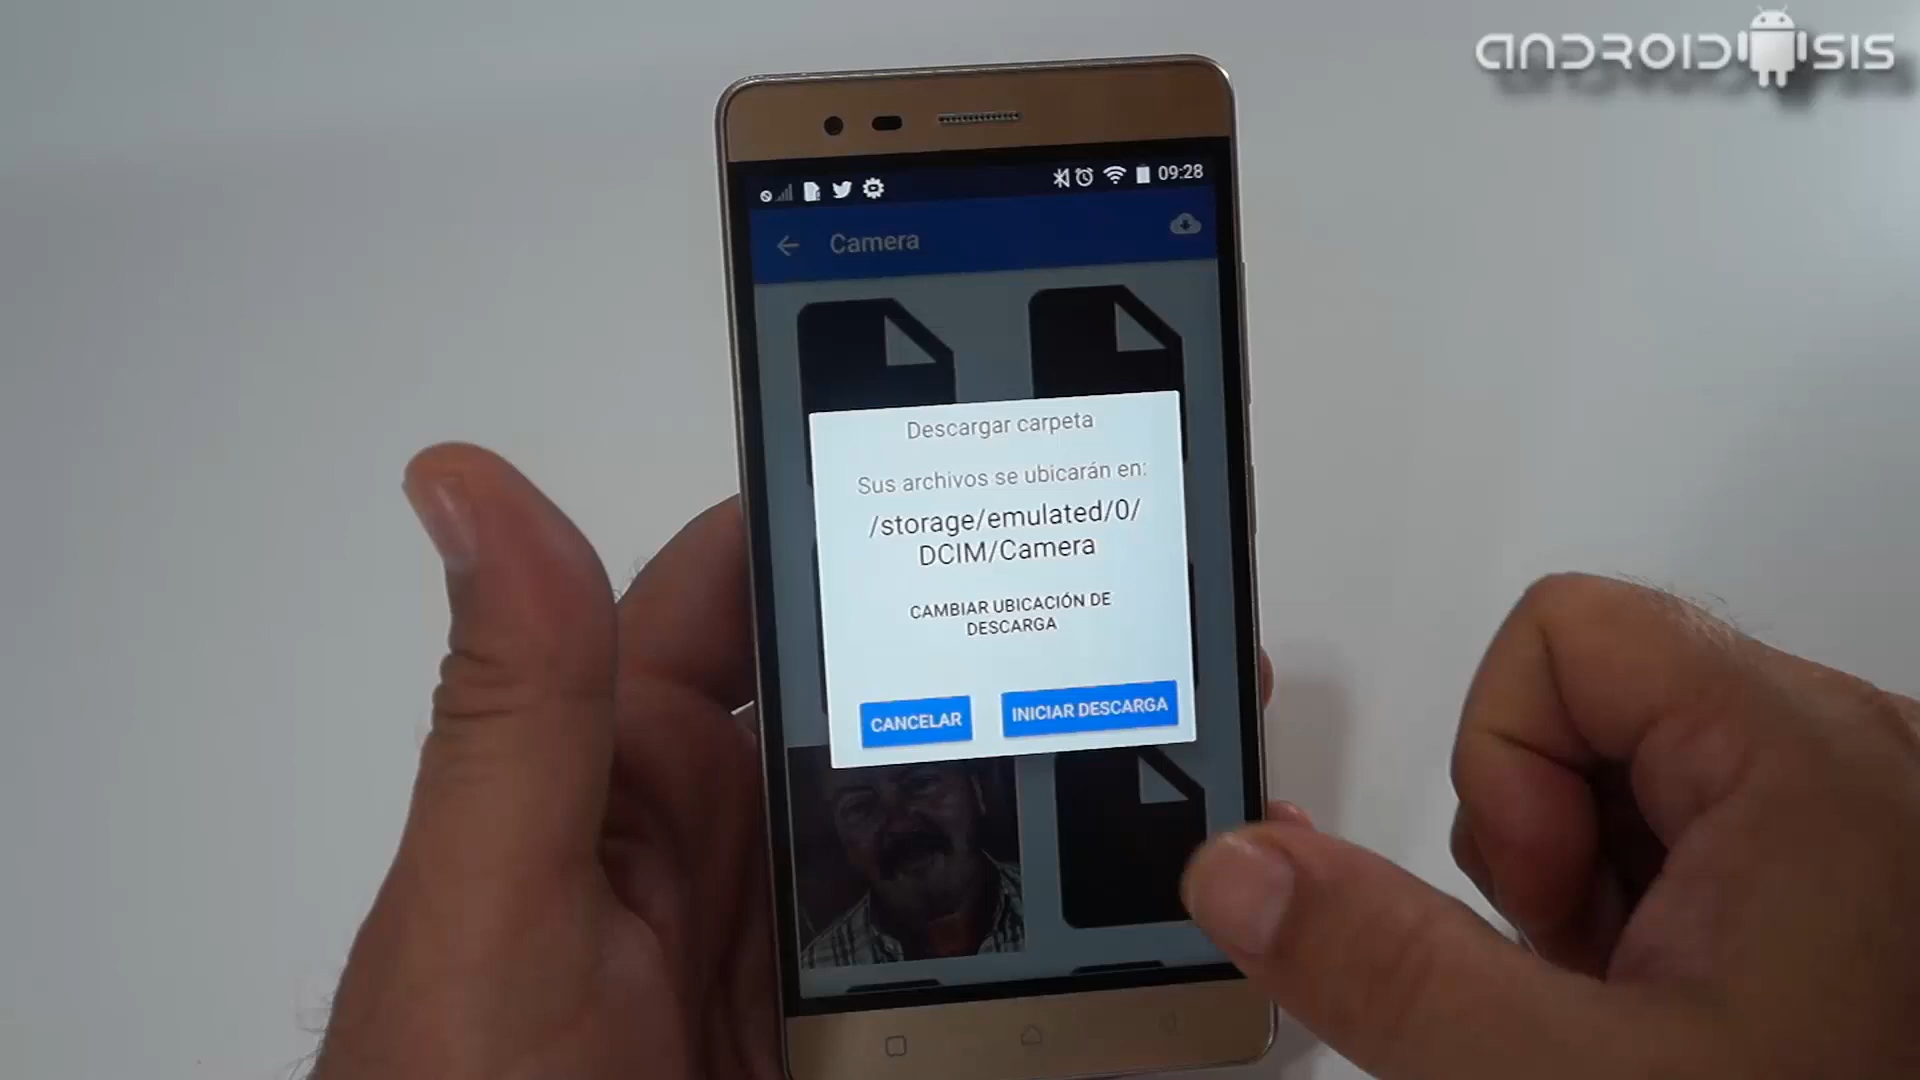 ANDROIDSIS
09:28
Camera
Descargar carpeta
Sus archivos se ubicarán en:
/storage/emulated/0/
DCIM/Camera
CAMBIAR UBICACIÓN DE
DESCARGA
CANCELAR
INICIAR DESCARGA